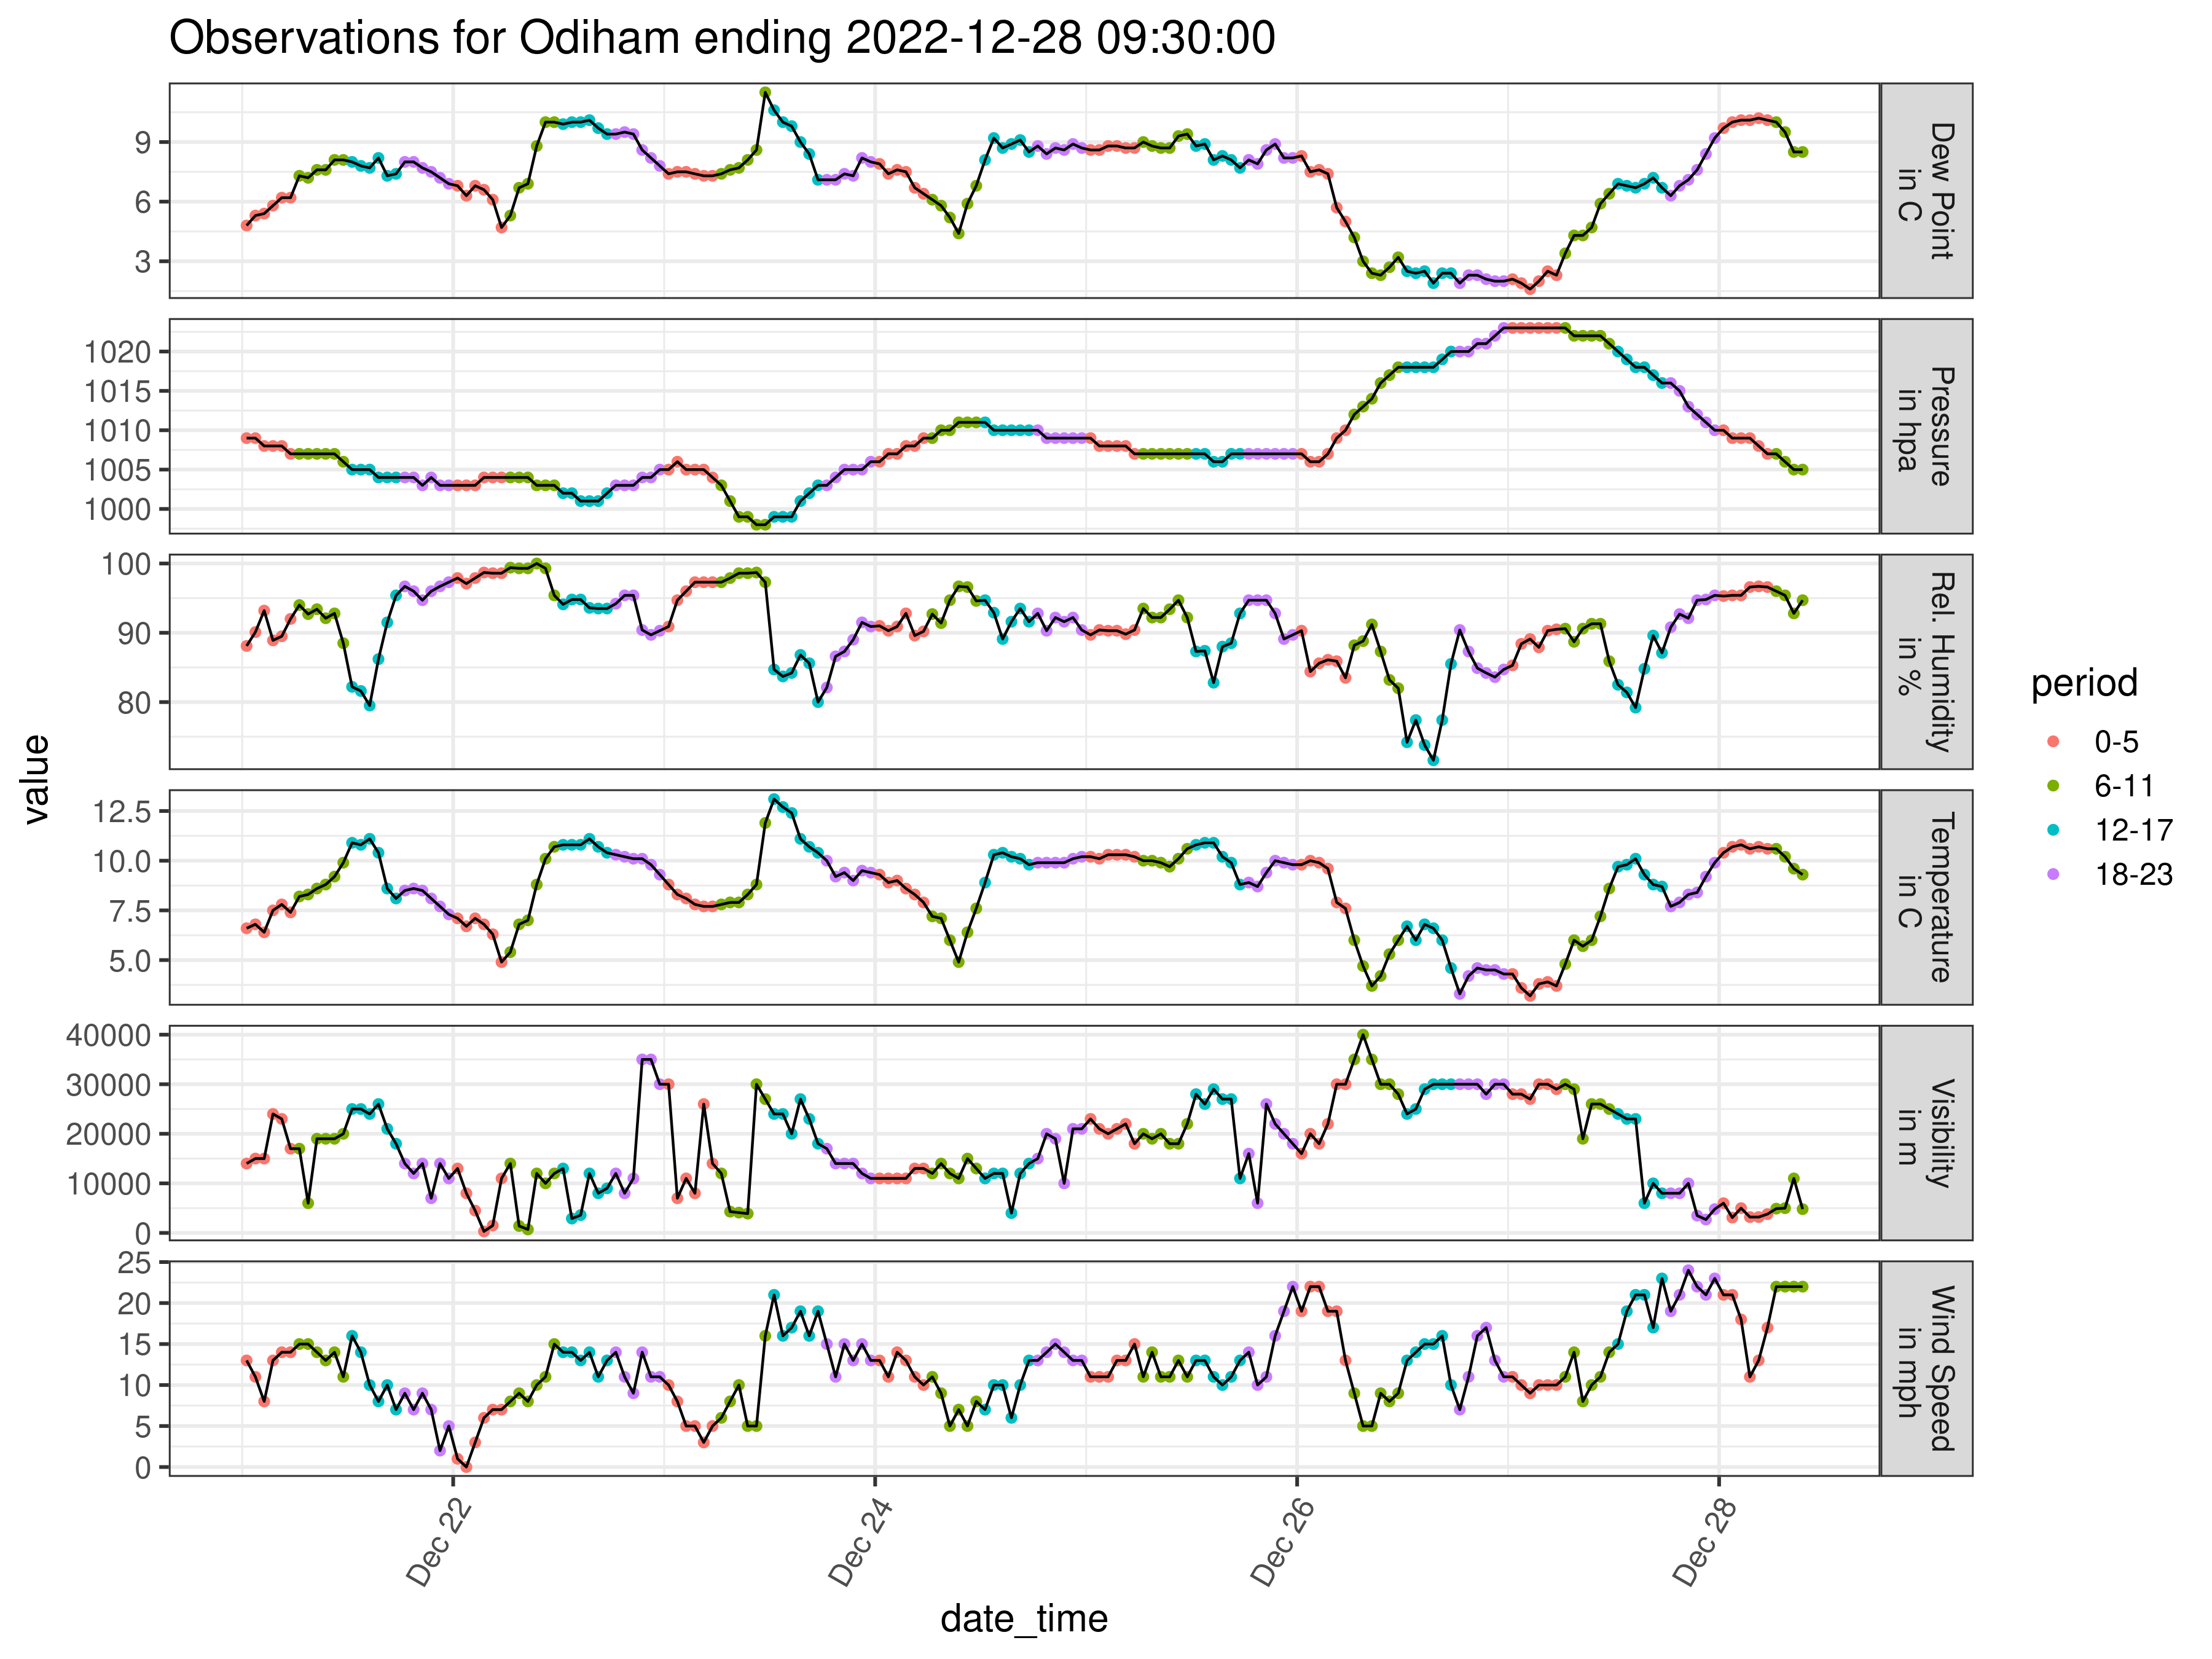 Observations for Odiham ending 2022-12-28 09:30:00
9
6
3
Dew Point
in C
1020
1015
1010
1005
1000
Pressure
in hpa
100
90
80
Rel. Humidity
in %
12.5
10.0
7.5
5.0
Temperature
in C
40000
30000
20000
10000
0
Visibility
in m
25
20
15
10
5
0
Wind Speed
in mph
value
Dec 22
Dec 24
Dec 26
Dec 28
date_time
period
0-5
6-11
12-17
18-23